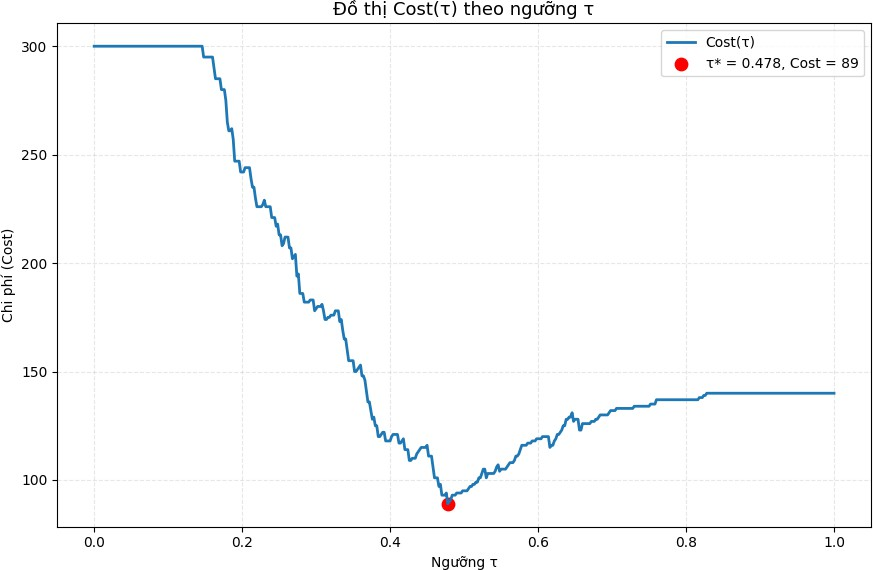 Đồ thị Cost(τ) theo ngưỡng τ
Cost(τ)
τ* = 0.478, Cost = 89
300
250
200
150
100
Chi phí (Cost)
0.0 0.2 0.4 0.6 0.8 1.0
Ngưỡng τ